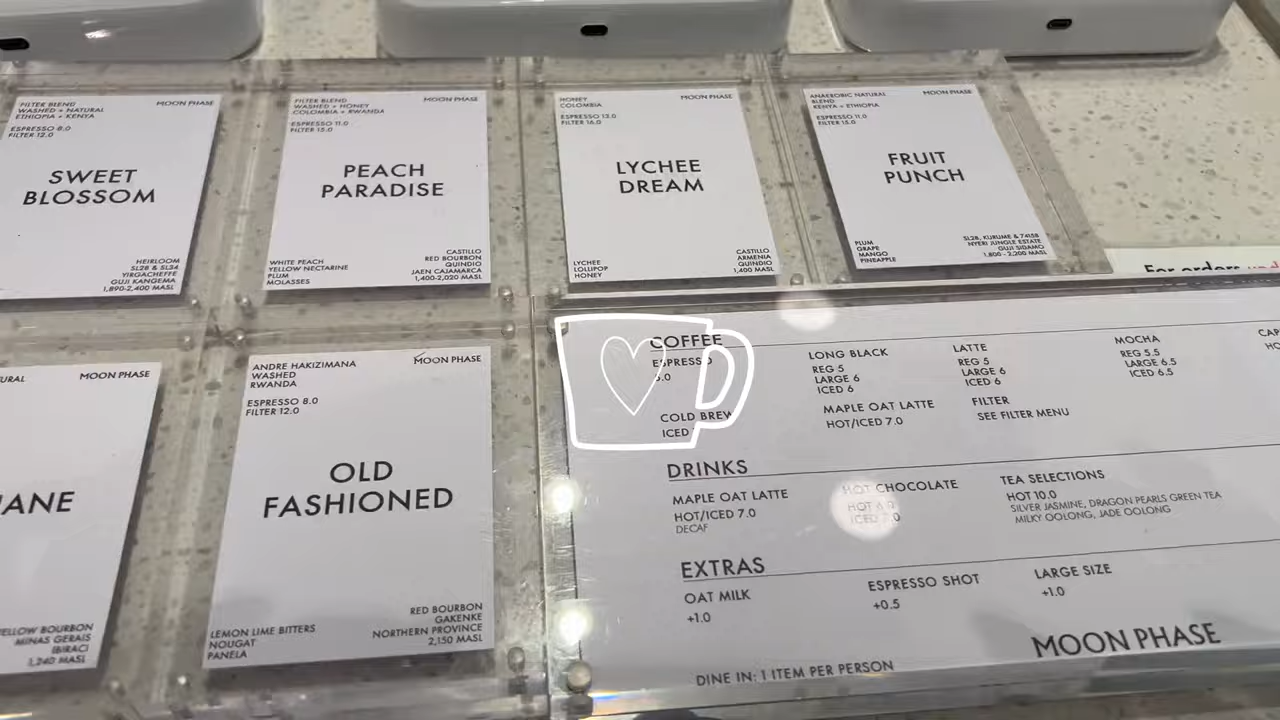 FILTER BLEND
WASHED + NATURAL
ETHIOPIA + KENYA
MOON PHASE
ESPRESSO 8.0
FILTER 12.0
SWEET
BLOSSOM
HEIRLOOM
SL28 & SL34
YIRGACHEFFE
GUJI KANGEMA
1,890-2,400 MASL
FILTER BLEND
WASHED + HONEY
COLOMBIA + RWANDA
MOON PHASE
ESPRESSO 11.0
FILTER 15.0
PEACH
PARADISE
WHITE PEACH
YELLOW NECTARINE
PLUM
MOLASSES
CASTILLO
RED BOURBON
QUINDIO
JAEN CAJAMARCA
1,400-2,020 MASL
HONEY
COLOMBIA
MOON PHASE
ESPRESSO 12.0
FILTER 16.0
LYCHEE
DREAM
LYCHEE
LOLLIPOP
HONEY
CASTILLO
ARMENIA
QUINDIO
1,400 MASL
ANAEROBIC NATURAL
BLEND
KENYA + ETHIOPIA
MOON PHASE
ESPRESSO 11.0
FILTER 15.0
FRUIT
PUNCH
PLUM
GRAPE
MANGO
PINEAPPLE
SL28, KURUME & 74158
NYERI JUNGLE ESTATE
GUJI SIDAMO
1,800 - 2,200 MASL
For orders
URAL
MOON PHASE
ANE
ELLOW BOURBON
MINAS GERAIS
IBIRACI
1,240 MASL
ANDRE HAKIZIMANA
WASHED
RWANDA
MOON PHASE
ESPRESSO 8.0
FILTER 12.0
OLD
FASHIONED
LEMON LIME BITTERS
NOUGAT
PANELA
RED BOURBON
GAKENKE
NORTHERN PROVINCE
2,150 MASL
COFFEE
ESPRESSO
5.0
LONG BLACK
REG 5
LARGE 6
ICED 6
LATTE
REG 5
LARGE 6
ICED 6
MOCHA
REG 5.5
LARGE 6.5
ICED 6.5
CAP
HO
COLD BREW
ICED
MAPLE OAT LATTE
HOT/ICED 7.0
FILTER
SEE FILTER MENU
DRINKS
MAPLE OAT LATTE
HOT/ICED 7.0
DECAF
HOT CHOCOLATE
HOT
ICED
TEA SELECTIONS
HOT 10.0
SILVER JASMINE, DRAGON PEARLS GREEN TEA
MILKY OOLONG, JADE OOLONG
EXTRAS
OAT MILK
+1.0
ESPRESSO SHOT
+0.5
LARGE SIZE
+1.0
DINE IN: 1 ITEM PER PERSON
MOON PHASE